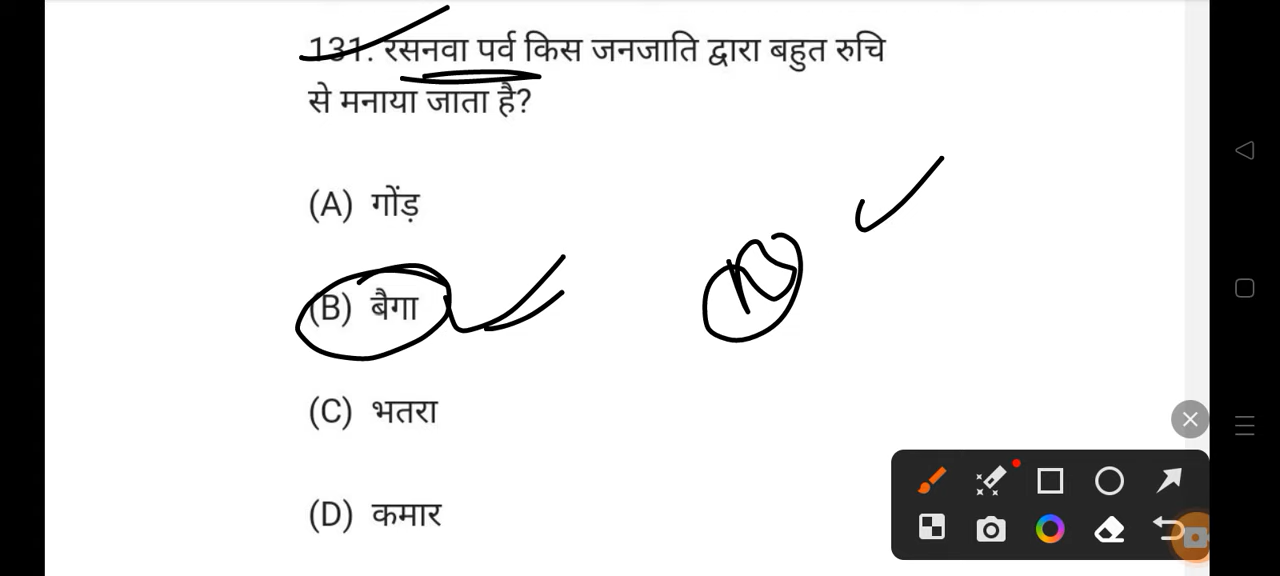 131. रसनवा पर्व किस जनजाति द्वारा बहुत रुचि
से मनाया जाता है?
(A) गोंड़
(B) बैगा
(C) भतरा
(D) कमार